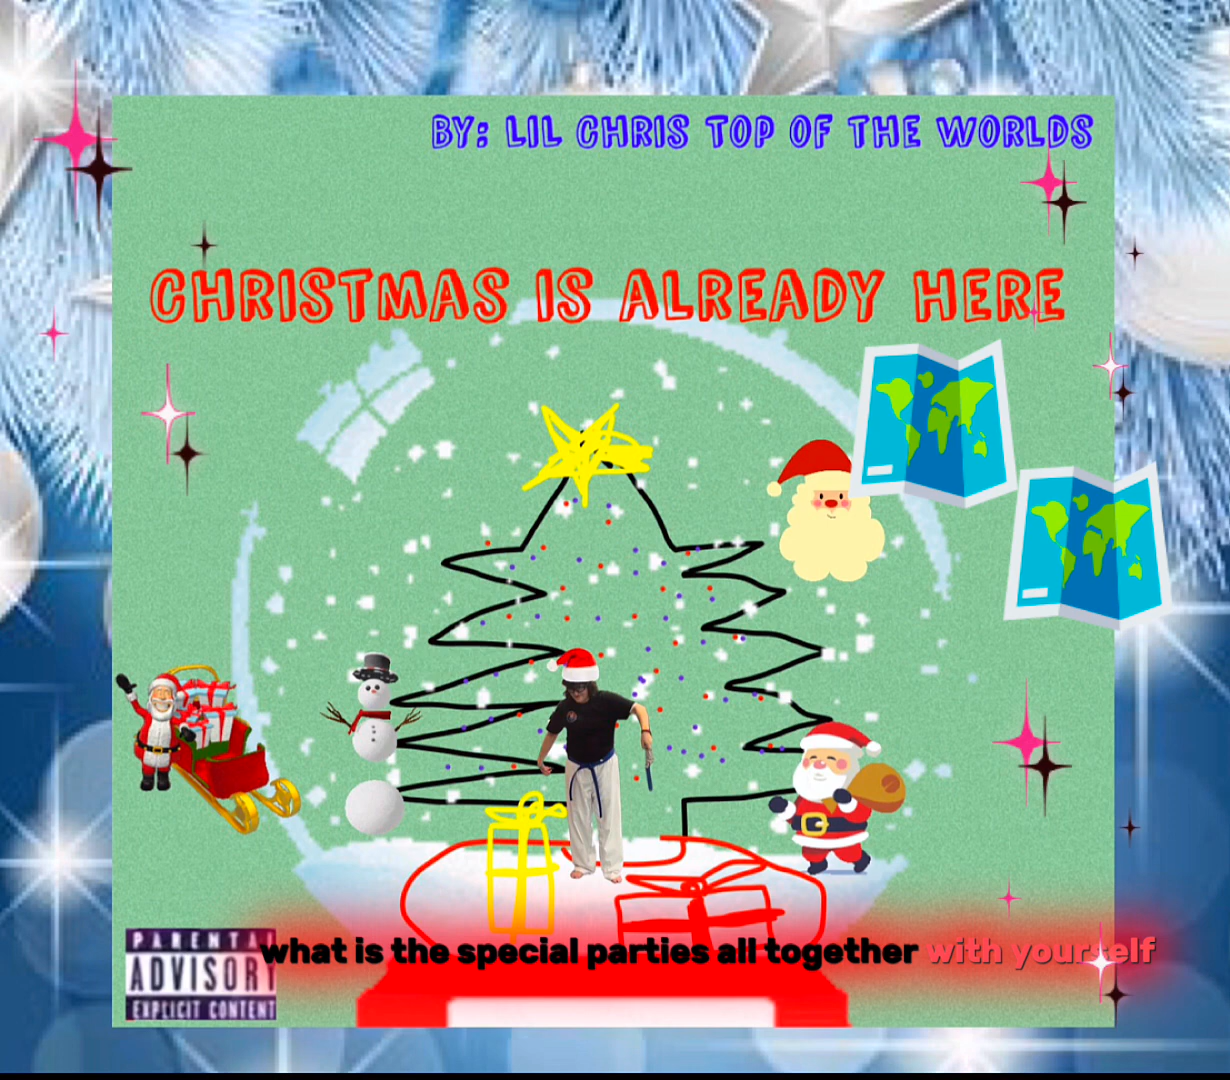 BY: LIL CHRIS TOP OF THE WORLDS
CHRISTMAS IS ALREADY HERE
what is the special parties all together with yourself
PARENTAL
ADVISORY
EXPLICIT CONTENT